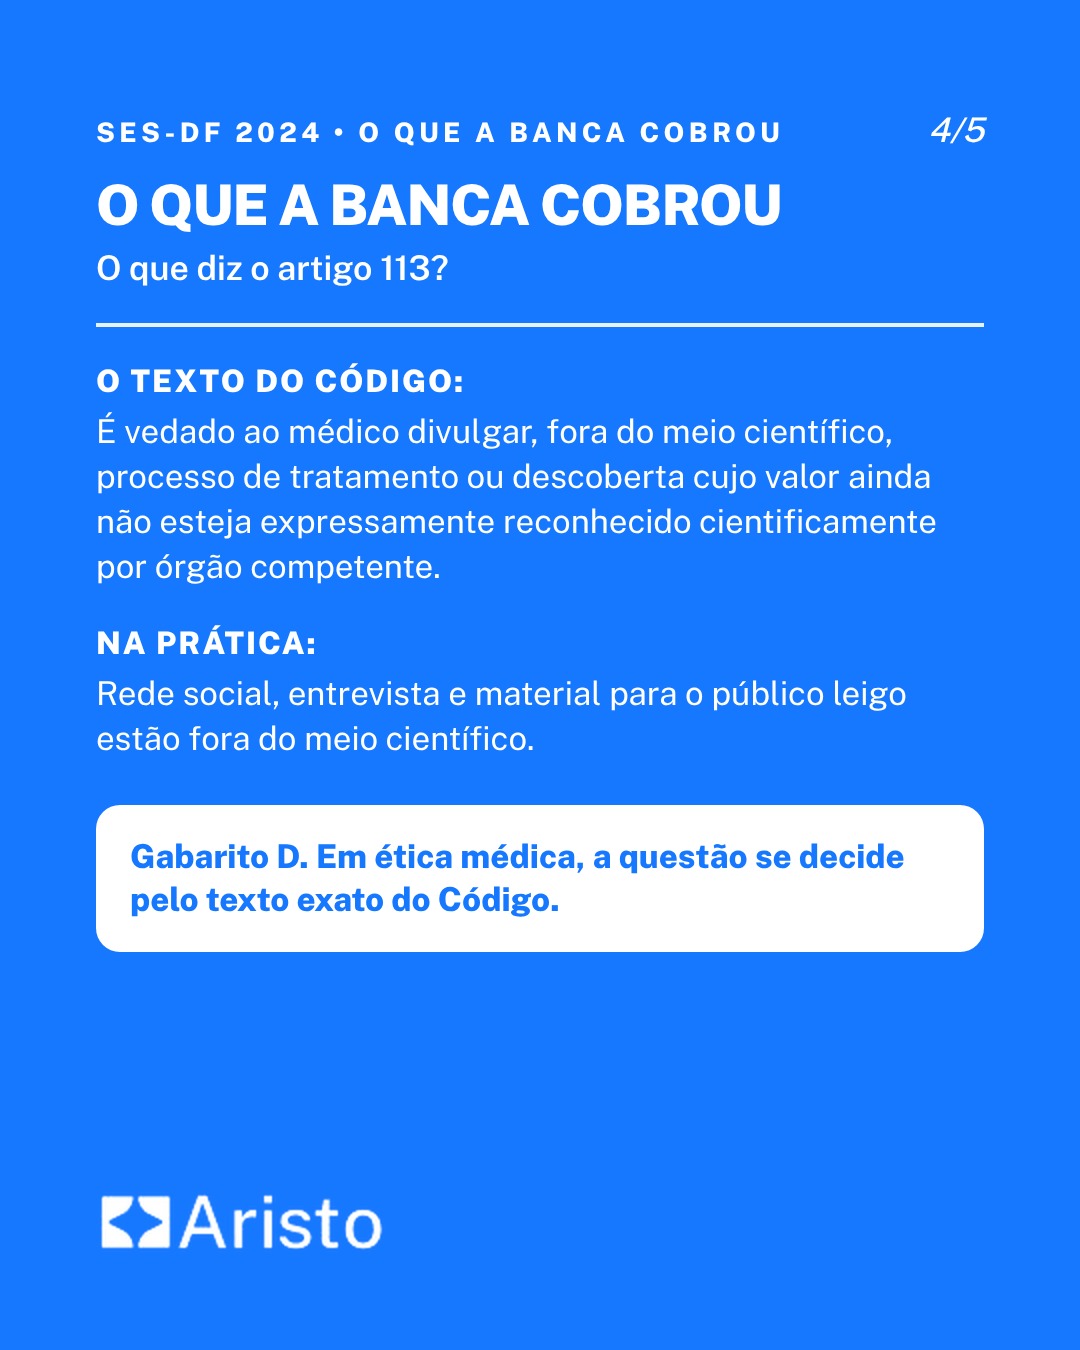 SES-DF 2024 • O QUE A BANCA COBROU
4/5
O QUE A BANCA COBROU
O que diz o artigo 113?
O TEXTO DO CÓDIGO:
É vedado ao médico divulgar, fora do meio científico,
processo de tratamento ou descoberta cujo valor ainda
não esteja expressamente reconhecido cientificamente
por órgão competente.
NA PRÁTICA:
Rede social, entrevista e material para o público leigo
estão fora do meio científico.
Gabarito D. Em ética médica, a questão se decide
pelo texto exato do Código.
Aristo